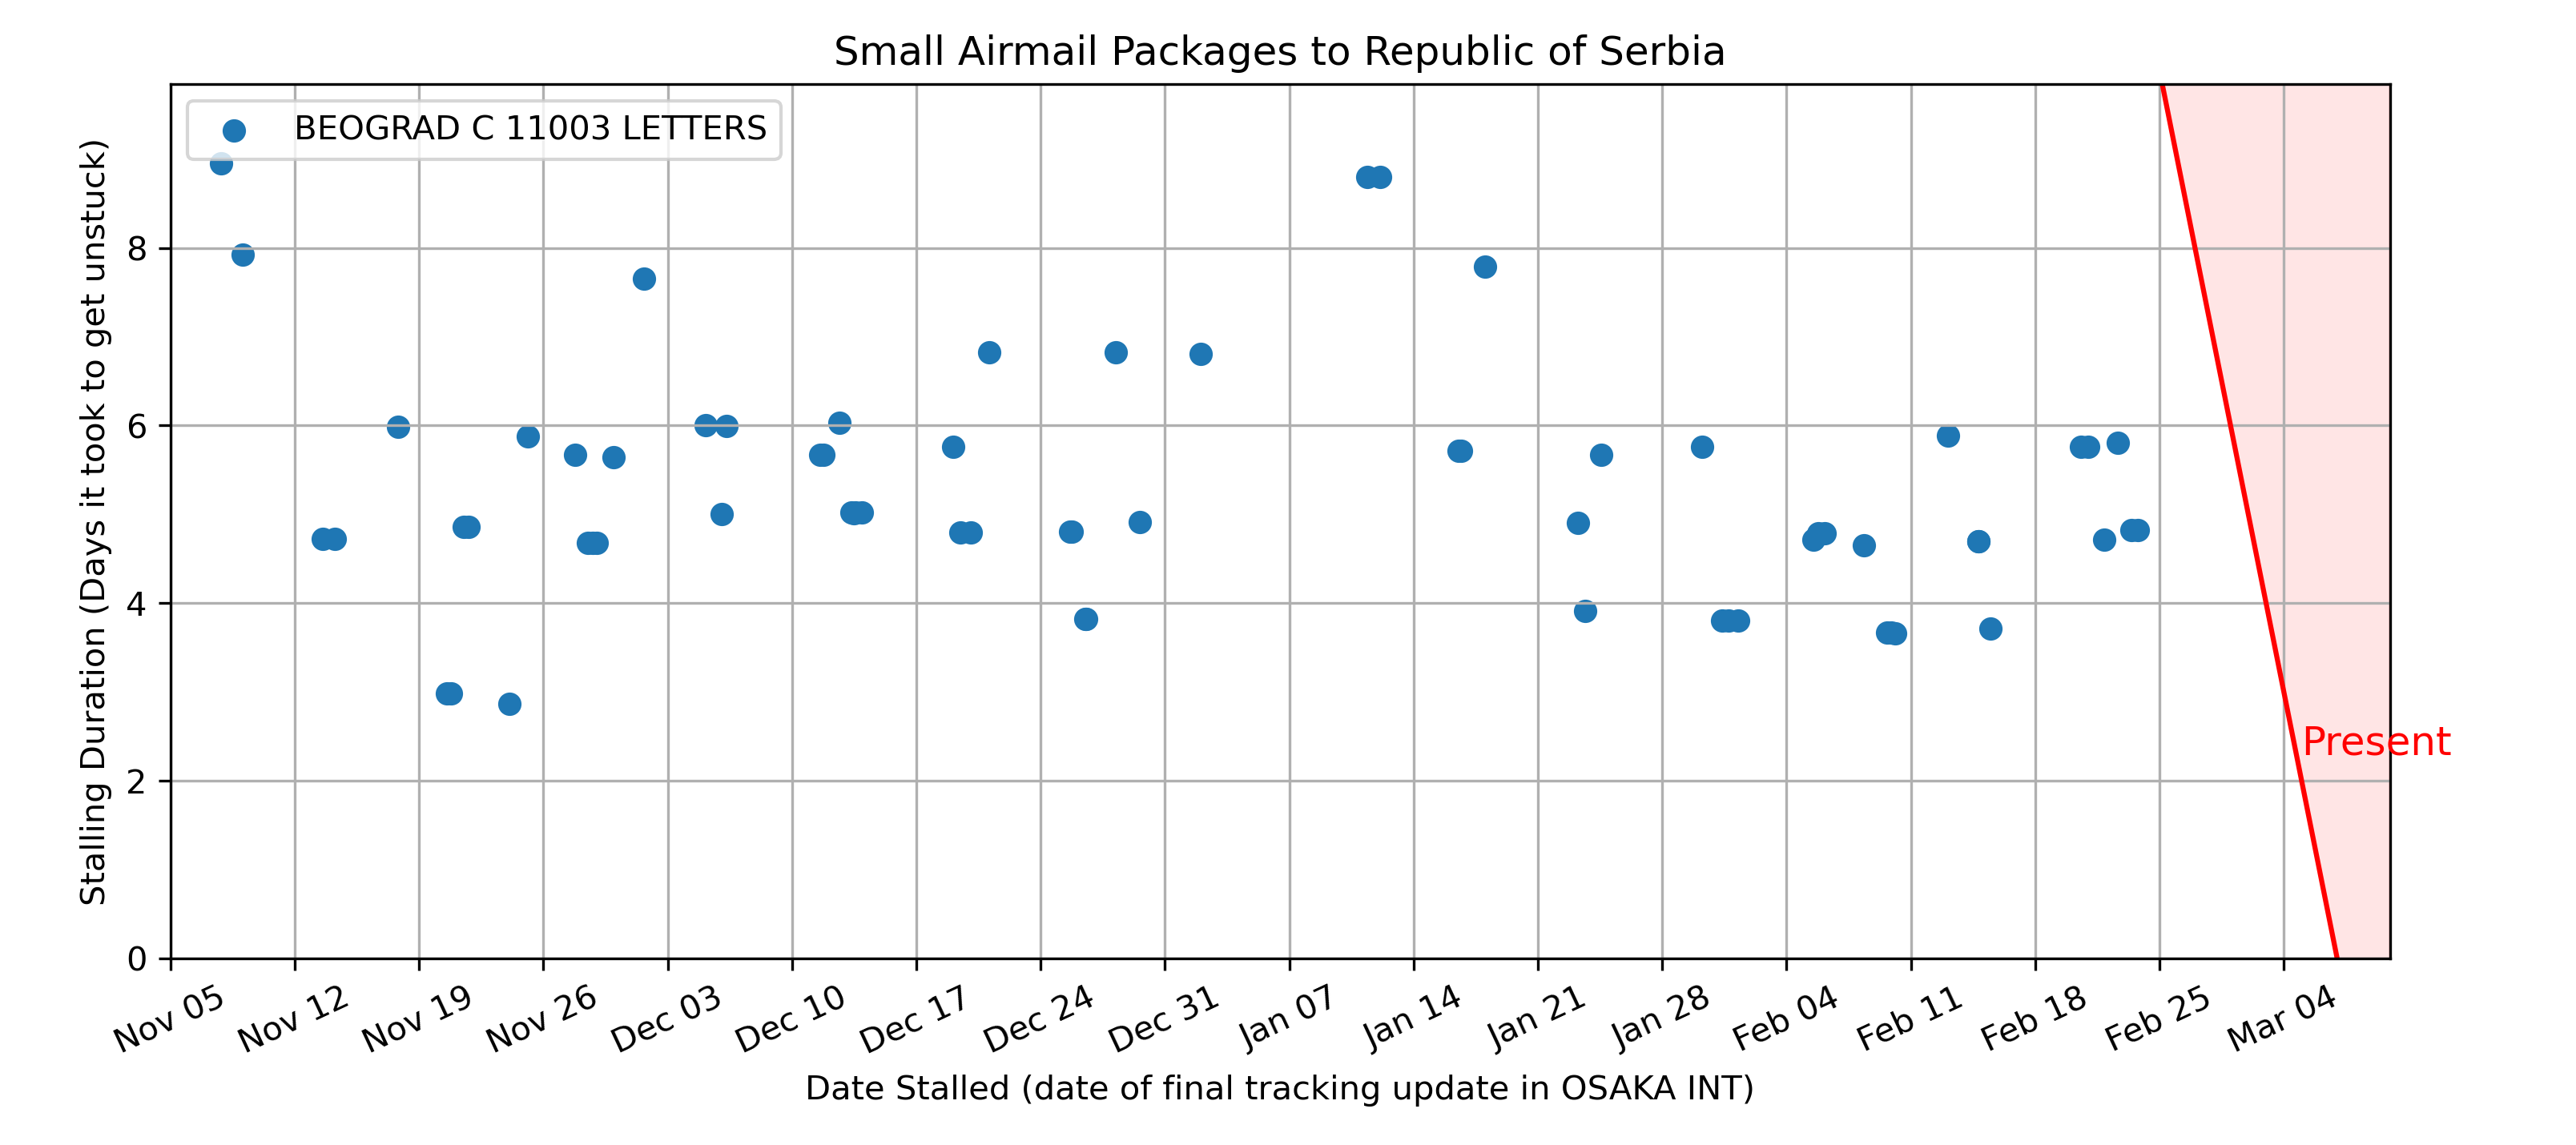 Small Airmail Packages to Republic of Serbia
BEOGRAD C 11003 LETTERS
Stalling Duration (Days it took to get unstuck)
8
6
4
2
0
Present
Nov 05
Nov 12
Nov 19
Nov 26
Dec 03
Dec 10
Dec 17
Dec 24
Dec 31
Jan 07
Jan 14
Jan 21
Jan 28
Feb 04
Feb 11
Feb 18
Feb 25
Mar 04
Date Stalled (date of final tracking update in OSAKA INT)